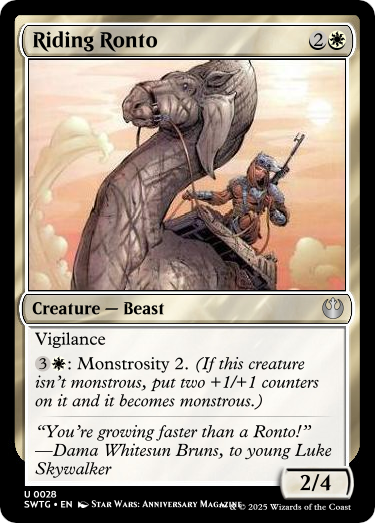 Riding Ronto 2
Creature — Beast
Vigilance
3: Monstrosity 2. (If this creature
isn't monstrous, put two +1/+1 counters
on it and it becomes monstrous.)
"You're growing faster than a Ronto!"
—Dama Whitesun Bruns, to young Luke
Skywalker
2/4
U 0028
SWTG • EN Star Wars: Anniversary Magazine
™ & © 2025 Wizards of the Coast